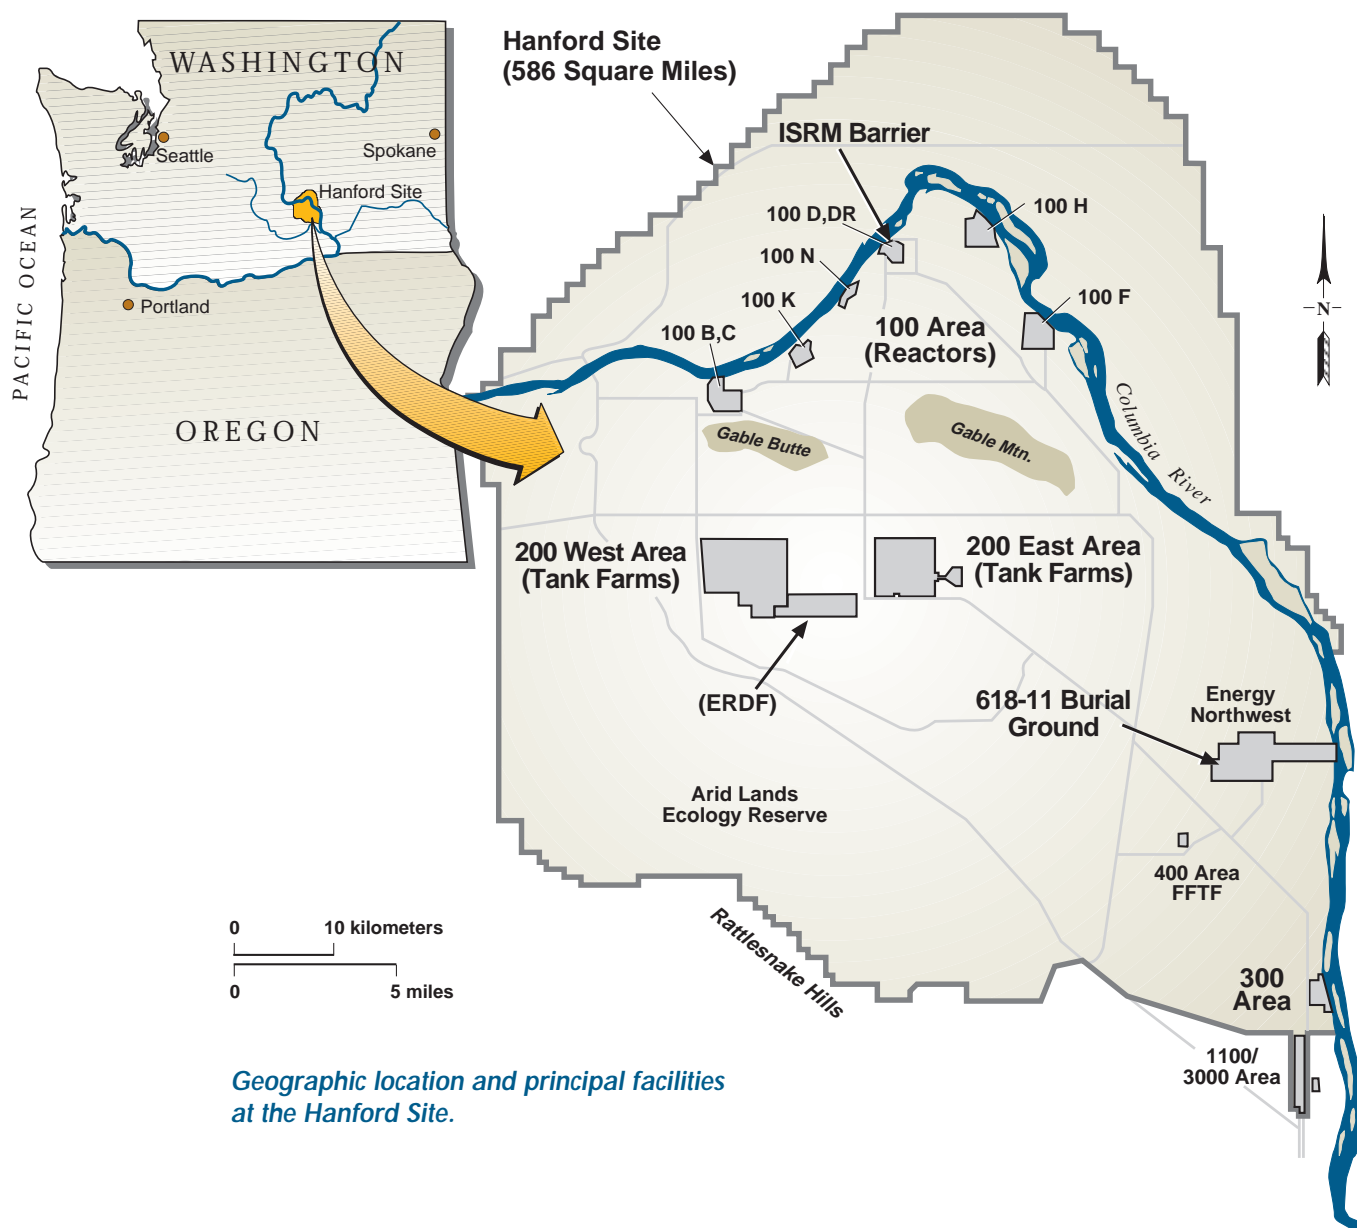 WASHINGTON
Seattle
Spokane
Hanford Site
PACIFIC OCEAN
Portland
OREGON
Hanford Site
(586 Square Miles)
ISRM Barrier
100 D,DR
100 H
100 N
100 K
100 F
100 B,C
100 Area
(Reactors)
N
Columbia River
Gable Butte
Gable Mtn.
200 West Area
(Tank Farms)
200 East Area
(Tank Farms)
(ERDF)
618-11 Burial
Ground
Energy
Northwest
Arid Lands
Ecology Reserve
400 Area
FFTF
Rattlesnake Hills
0 10 kilometers
0 5 miles
300
Area
1100/
3000 Area
Geographic location and principal facilities
at the Hanford Site.